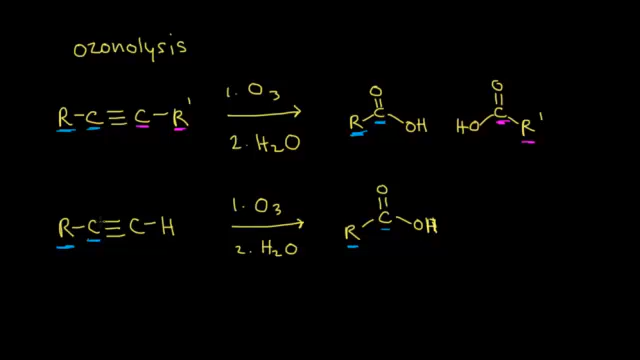 ozonolysis
R-C≡C-R' 1. O3 2. H2O R-C(=O)-OH HO-C(=O)-R'
R-C≡C-H 1. O3 2. H2O R-C(=O)-OH